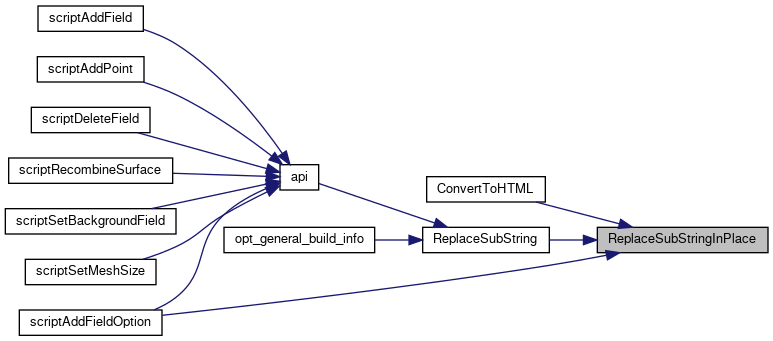 scriptAddField
scriptAddPoint
scriptDeleteField
scriptRecombineSurface
api
ConvertToHTML
scriptSetBackgroundField
opt_general_build_info
ReplaceSubString
ReplaceSubStringInPlace
scriptSetMeshSize
scriptAddFieldOption